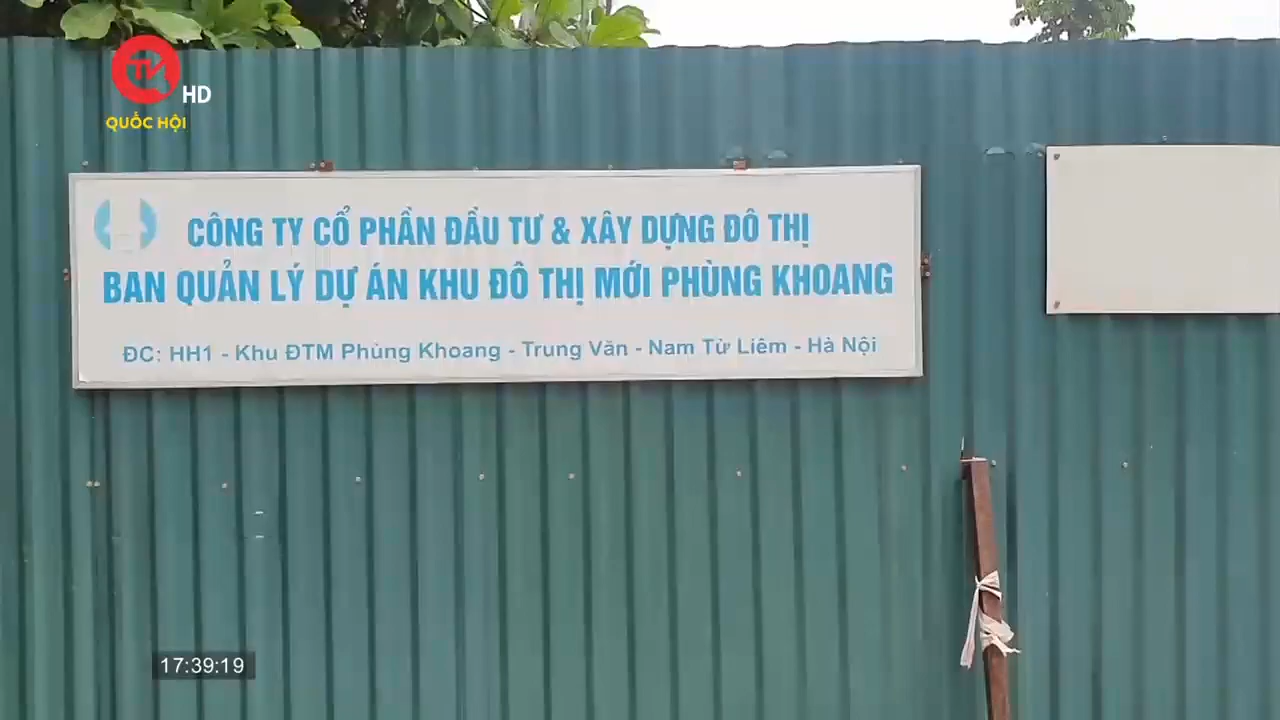 TV
HD
QUỐC HỘI
CÔNG TY CỔ PHẦN ĐẦU TƯ & XÂY DỰNG ĐÔ THỊ
BAN QUẢN LÝ DỰ ÁN KHU ĐÔ THỊ MỚI PHÙNG KHOANG
ĐC: HH1 - Khu ĐTM Phùng Khoang - Trung Văn - Nam Từ Liêm - Hà Nội
17:39:19